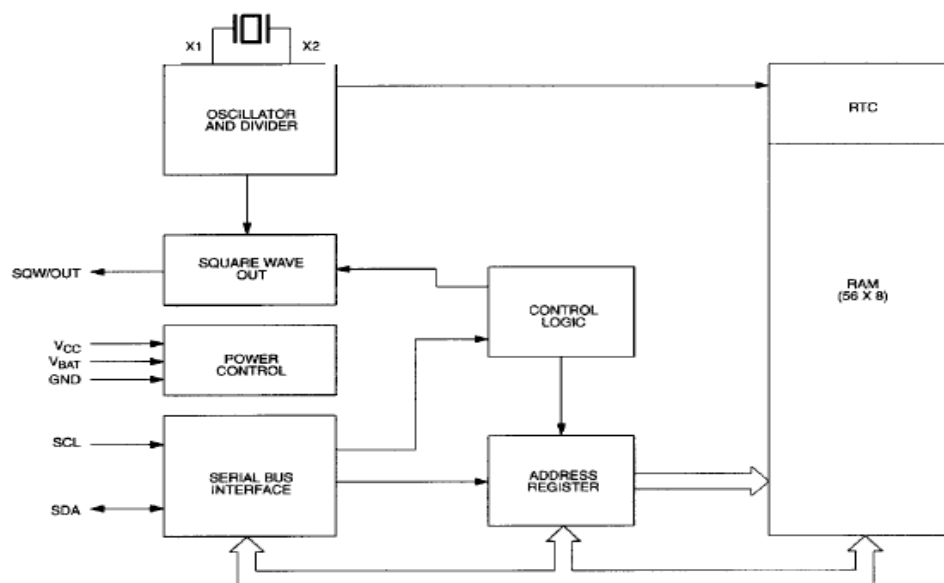 X1
X2
OSCILLATOR
AND DIVIDER
RTC
SQUARE WAVE
OUT
SQW/OUT
CONTROL
LOGIC
RAM
(56 X 8)
VCC
VBAT
GND
POWER
CONTROL
SCL
SERIAL BUS
INTERFACE
ADDRESS
REGISTER
SDA